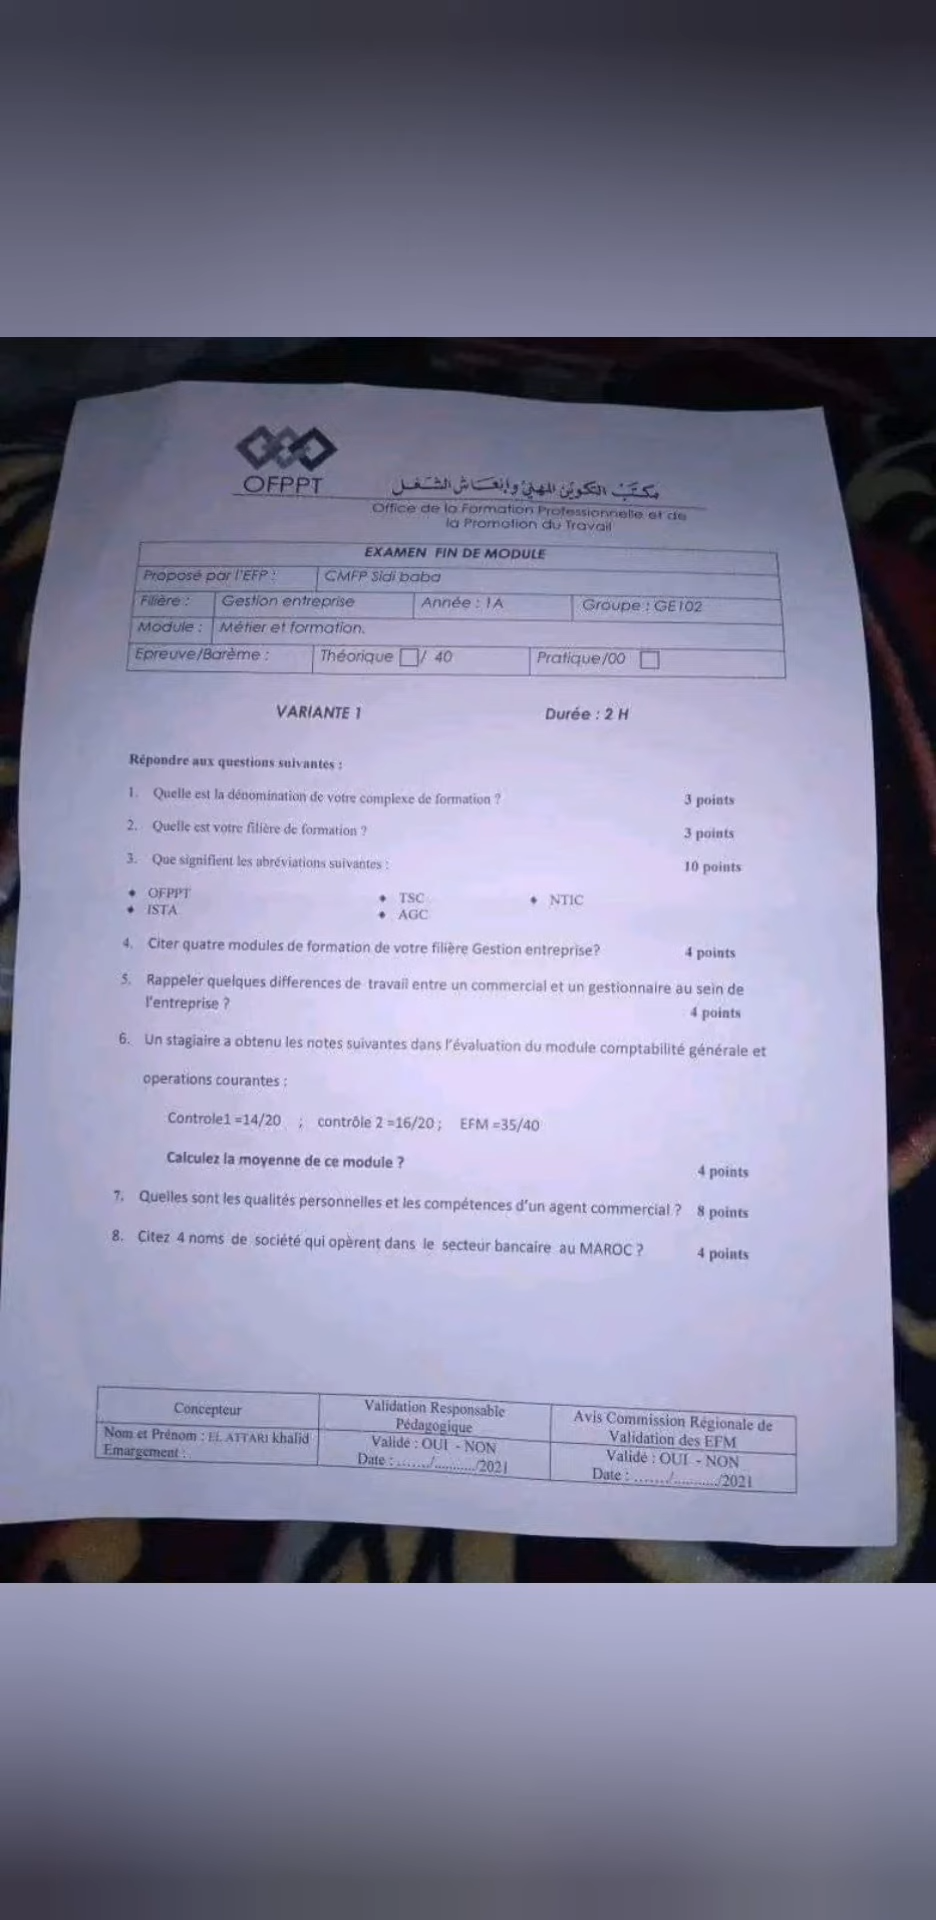 OFPPT
مكتب التكوين المهني وإنعاش الشغل
Office de la Formation Professionnelle et de
la Promotion du Travail
EXAMEN FIN DE MODULE
Proposé par l'EFP : CMFP Sidi baba
Filière : Gestion entreprise Année : 1A Groupe : GE102
Module : Métier et formation.
Epreuve/Barème : Théorique / 40 Pratique/00
VARIANTE 1 Durée : 2 H
Répondre aux questions suivantes :
1. Quelle est la dénomination de votre complexe de formation ? 3 points
2. Quelle est votre filière de formation ? 3 points
3. Que signifient les abréviations suivantes : 10 points
♦ OFPPT ♦ TSC ♦ NTIC
♦ ISTA ♦ AGC
4. Citer quatre modules de formation de votre filière Gestion entreprise? 4 points
5. Rappeler quelques differences de travail entre un commercial et un gestionnaire au sein de
l'entreprise ? 4 points
6. Un stagiaire a obtenu les notes suivantes dans l'évaluation du module comptabilité générale et
operations courantes :
Controle1 =14/20 ; contrôle 2 =16/20 ; EFM =35/40
Calculez la moyenne de ce module ? 4 points
7. Quelles sont les qualités personnelles et les compétences d'un agent commercial ? 8 points
8. Citez 4 noms de société qui opèrent dans le secteur bancaire au MAROC ? 4 points
Concepteur Validation Responsable Avis Commission Régionale de
Pédagogique Validation des EFM
Nom et Prénom : EL ATTARI khalid Validé : OUI - NON Validé : OUI - NON
Emargement : Date : ......./.........../2021 Date : ......./.........../2021